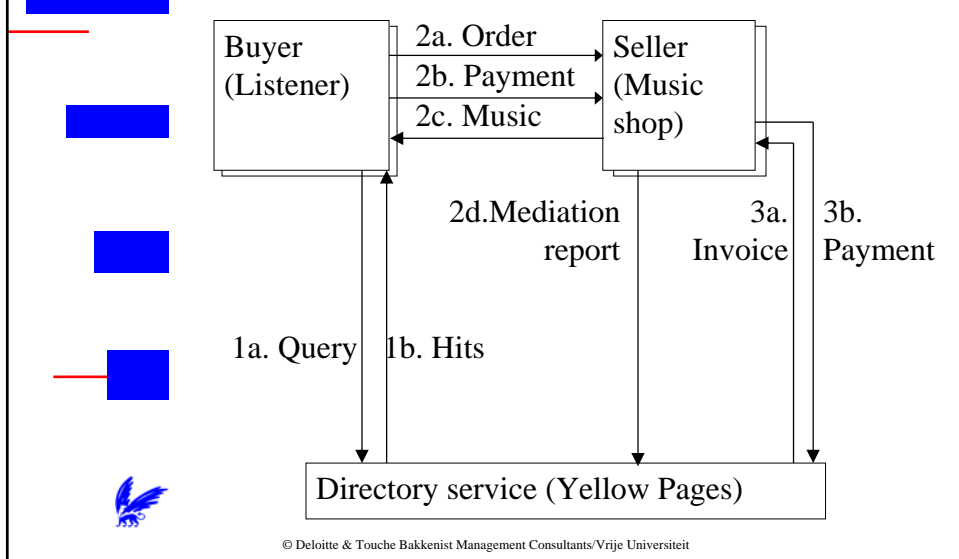 Buyer
(Listener)
2a. Order
2b. Payment
2c. Music
Seller
(Music
shop)
2d.Mediation
report
3a.
Invoice
3b.
Payment
1a. Query
1b. Hits
Directory service (Yellow Pages)
© Deloitte & Touche Bakkenist Management Consultants/Vrije Universiteit